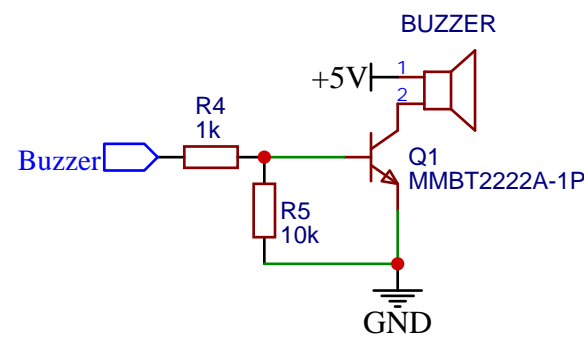 BUZZER
+5V
1
2
R4
1k
Buzzer
Q1
MMBT2222A-1P
R5
10k
GND